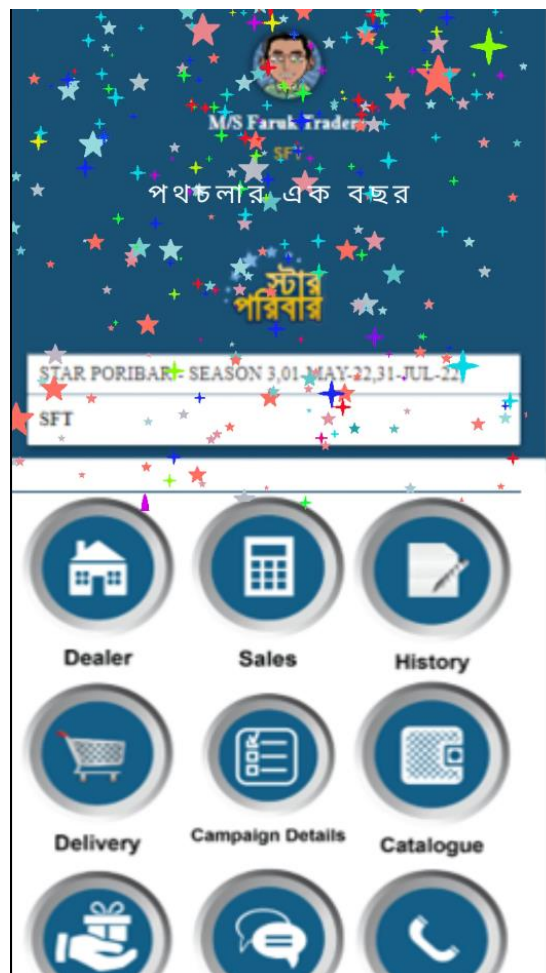 M/S Faruk Traders
SFT
পথচলার এক বছর
স্টার
পরিবার
STAR PORIBAR - SEASON 3,01-MAY-22,31-JUL-22,
SFT
Dealer
Sales
History
Delivery
Campaign Details
Catalogue